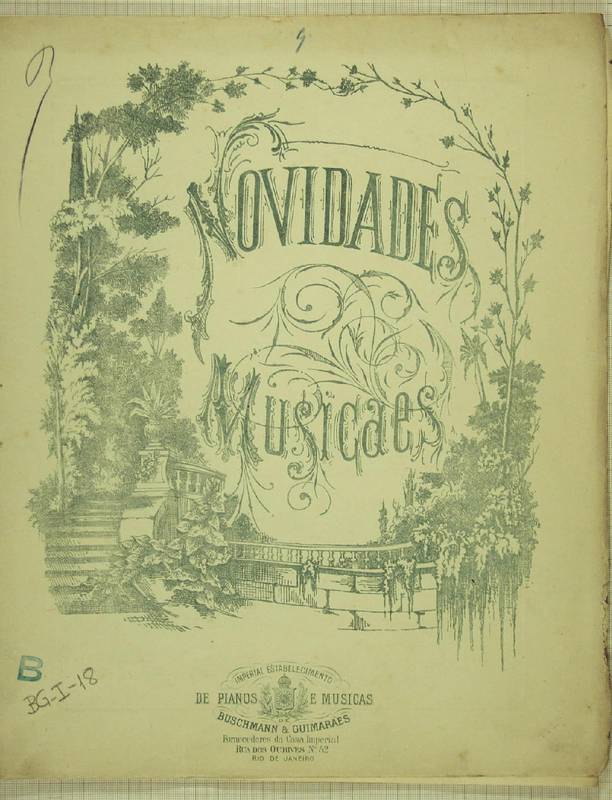 9
NOVIDADES
Musicaes
B
BG-I-18
IMPERIAL ESTABELECIMENTO
DE PIANOS E MUSICAS
DE
BUSCHMANN & GUIMARAES
Fornecedores da Casa Imperial
RUA DOS OURIVES Nº 52
RIO DE JANEIRO